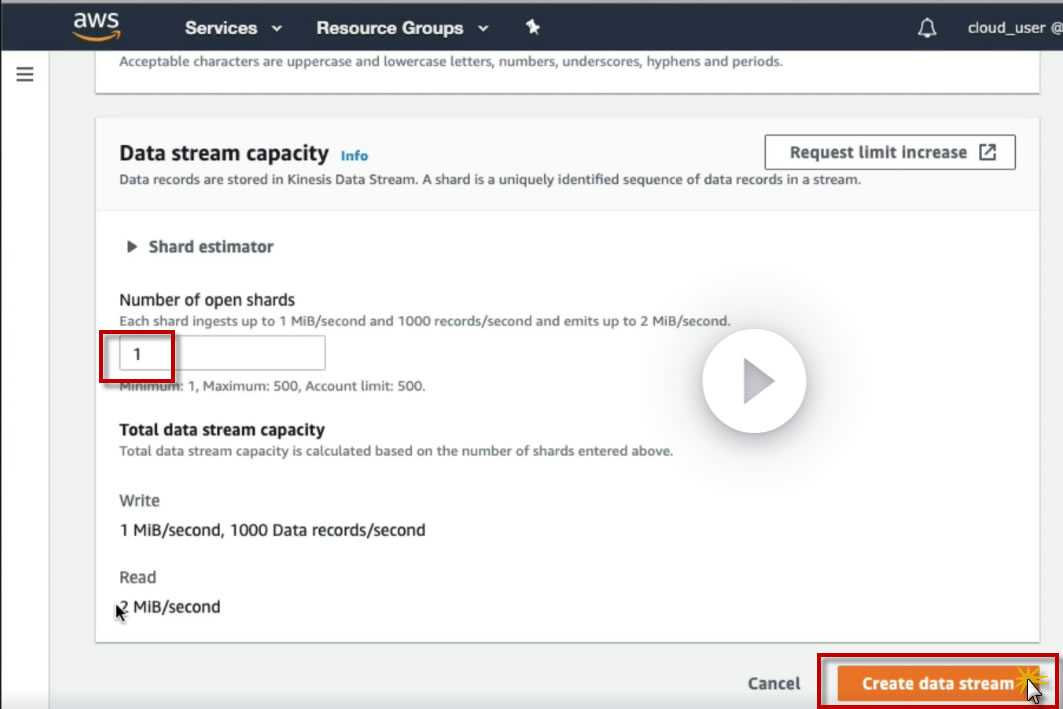 aws Services Resource Groups cloud_user @
Acceptable characters are uppercase and lowercase letters, numbers, underscores, hyphens and periods.
Data stream capacity Info
Request limit increase
Data records are stored in Kinesis Data Stream. A shard is a uniquely identified sequence of data records in a stream.
Shard estimator
Number of open shards
Each shard ingests up to 1 MiB/second and 1000 records/second and emits up to 2 MiB/second.
1
Minimum: 1, Maximum: 500, Account limit: 500.
Total data stream capacity
Total data stream capacity is calculated based on the number of shards entered above.
Write
1 MiB/second, 1000 Data records/second
Read
2 MiB/second
Cancel Create data stream